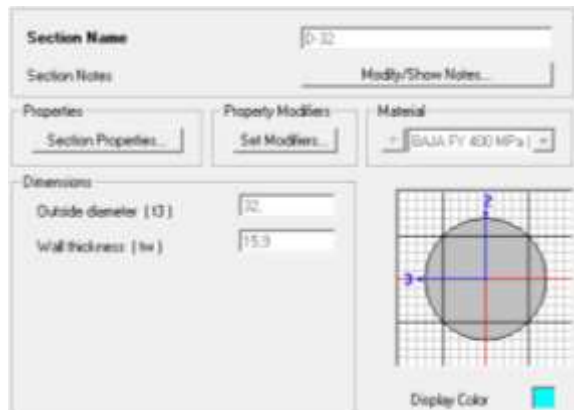 Section Name D-32
Section Notes Modify/Show Notes...
Properties Property Modifiers Material
Section Properties... Set Modifiers... + BAJA FY 400 MPa (
Dimensions
Outside diameter ( t3 ) 32.
Wall thickness ( tw ) 15,9
2
3
Display Color